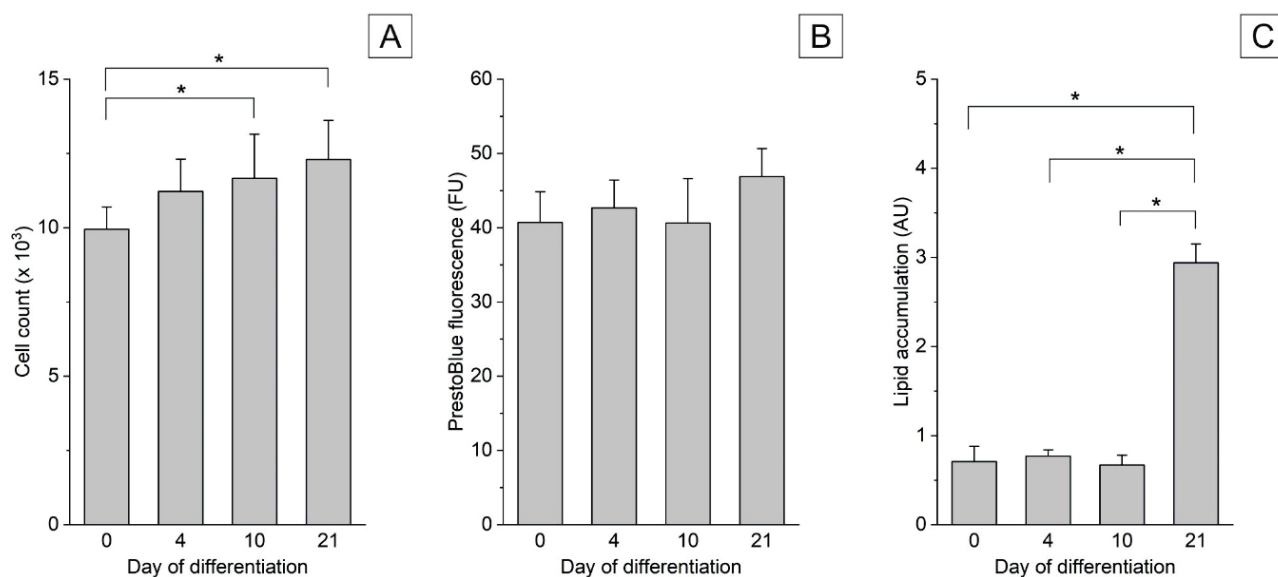 A
*
*
15
10
5
0
Cell count (x 10³)
0 4 10 21
Day of differentiation
B
60
50
40
30
20
10
0
PrestoBlue fluorescence (FU)
0 4 10 21
Day of differentiation
C
*
*
*
5
4
3
2
1
0
Lipid accumulation (AU)
0 4 10 21
Day of differentiation